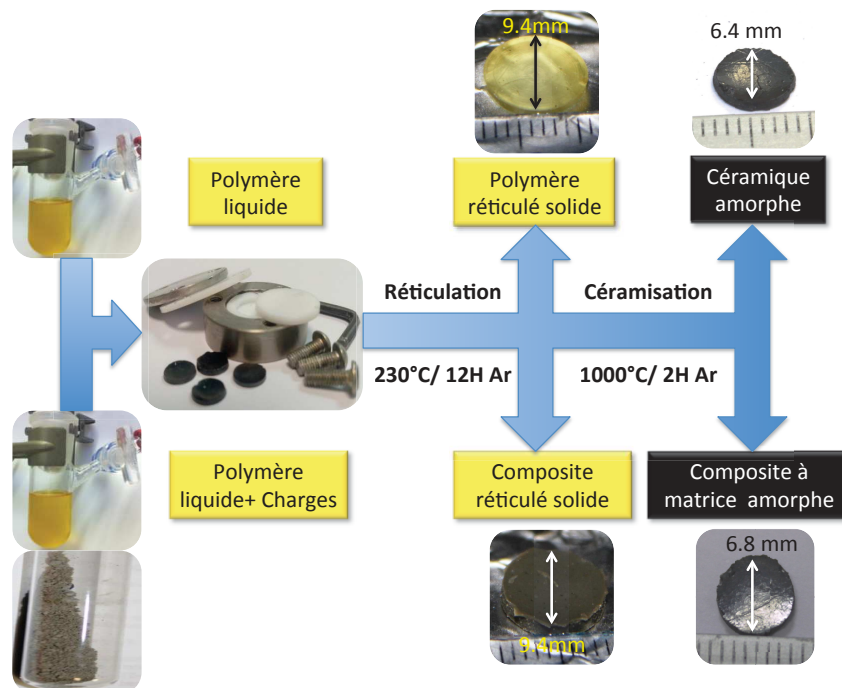 9.4mm
6.4 mm
Polymère
liquide
Polymère
réticulé solide
Céramique
amorphe
Réticulation
Céramisation
230°C/ 12H Ar
1000°C/ 2H Ar
Polymère
liquide+ Charges
Composite
réticulé solide
Composite à
matrice amorphe
9.4mm
6.8 mm